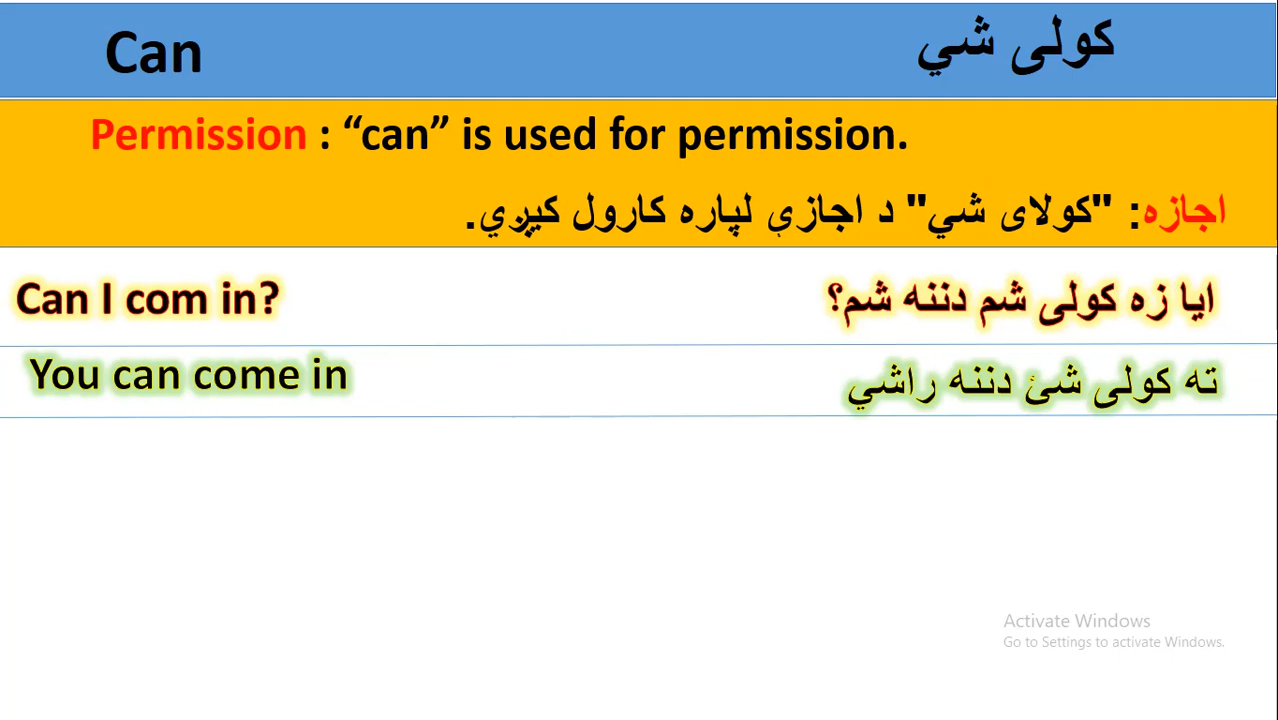 Can
کولی شي
Permission : “can” is used for permission.
اجازه: "کولای شي" د اجازې لپاره کارول کیږي.
Can I com in?
ایا زه کولی شم دننه شم؟
You can come in
ته کولی شئ دننه راشي
Activate Windows
Go to Settings to activate Windows.